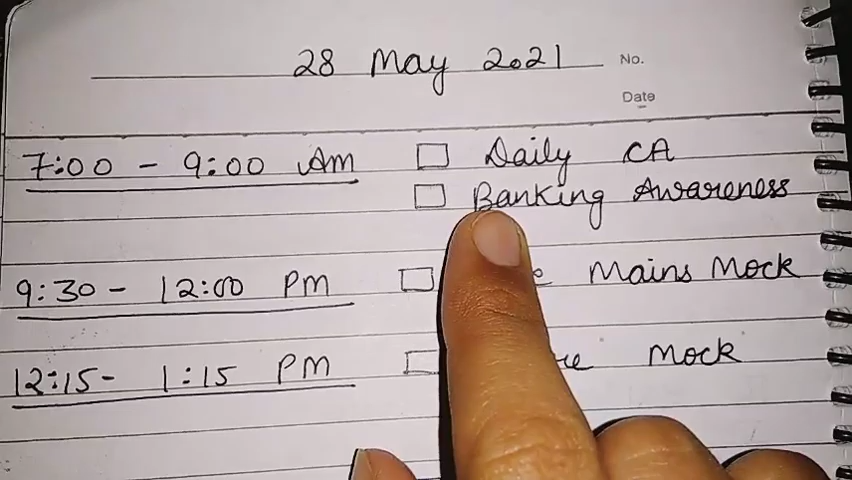 28 May 2021
No.
Date
7:00 - 9:00 AM □ Daily CA
□ Banking Awareness
9:30 - 12:00 PM □ Mains Mock
12:15 - 1:15 PM □ Mock